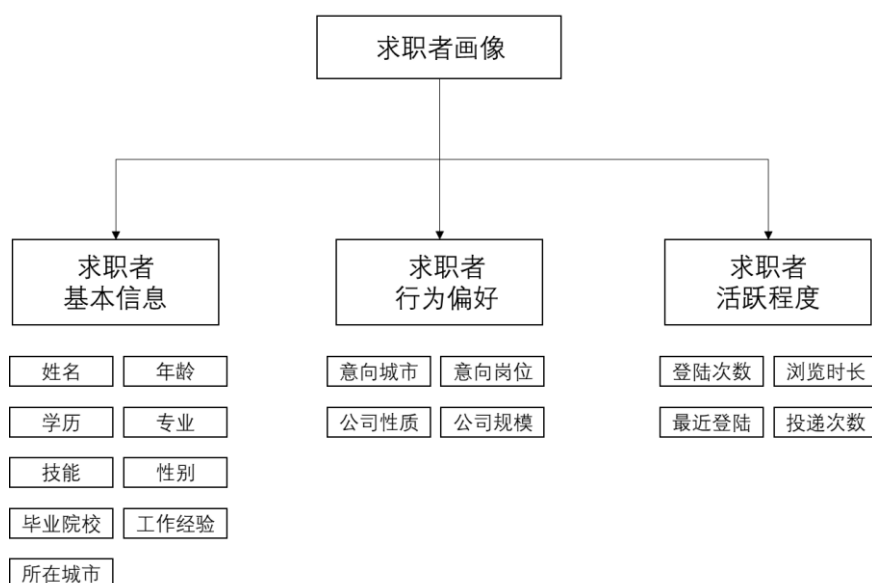 求职者画像
求职者
基本信息
求职者
行为偏好
求职者
活跃程度
姓名
年龄
学历
专业
技能
性别
毕业院校
工作经验
所在城市
意向城市
意向岗位
公司性质
公司规模
登陆次数
浏览时长
最近登陆
投递次数